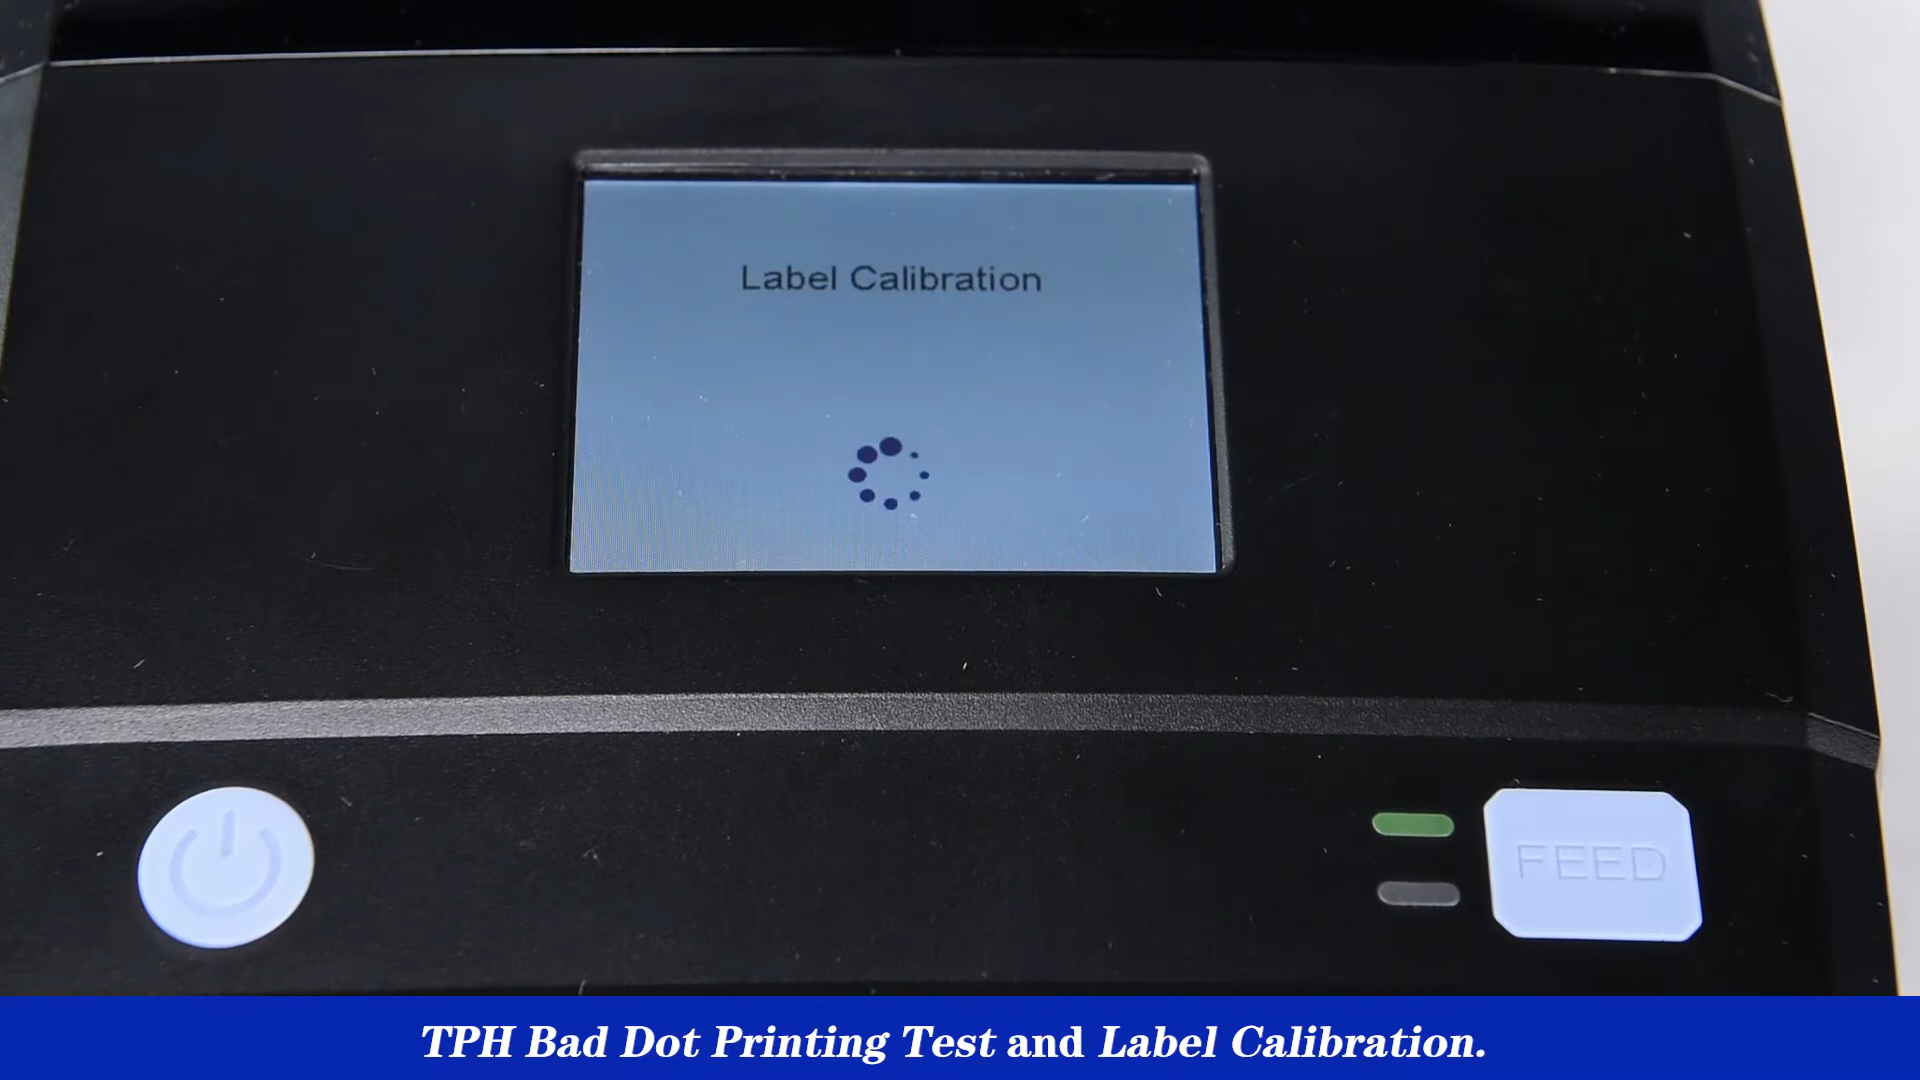 Label Calibration
FEED
TPH Bad Dot Printing Test and Label Calibration.